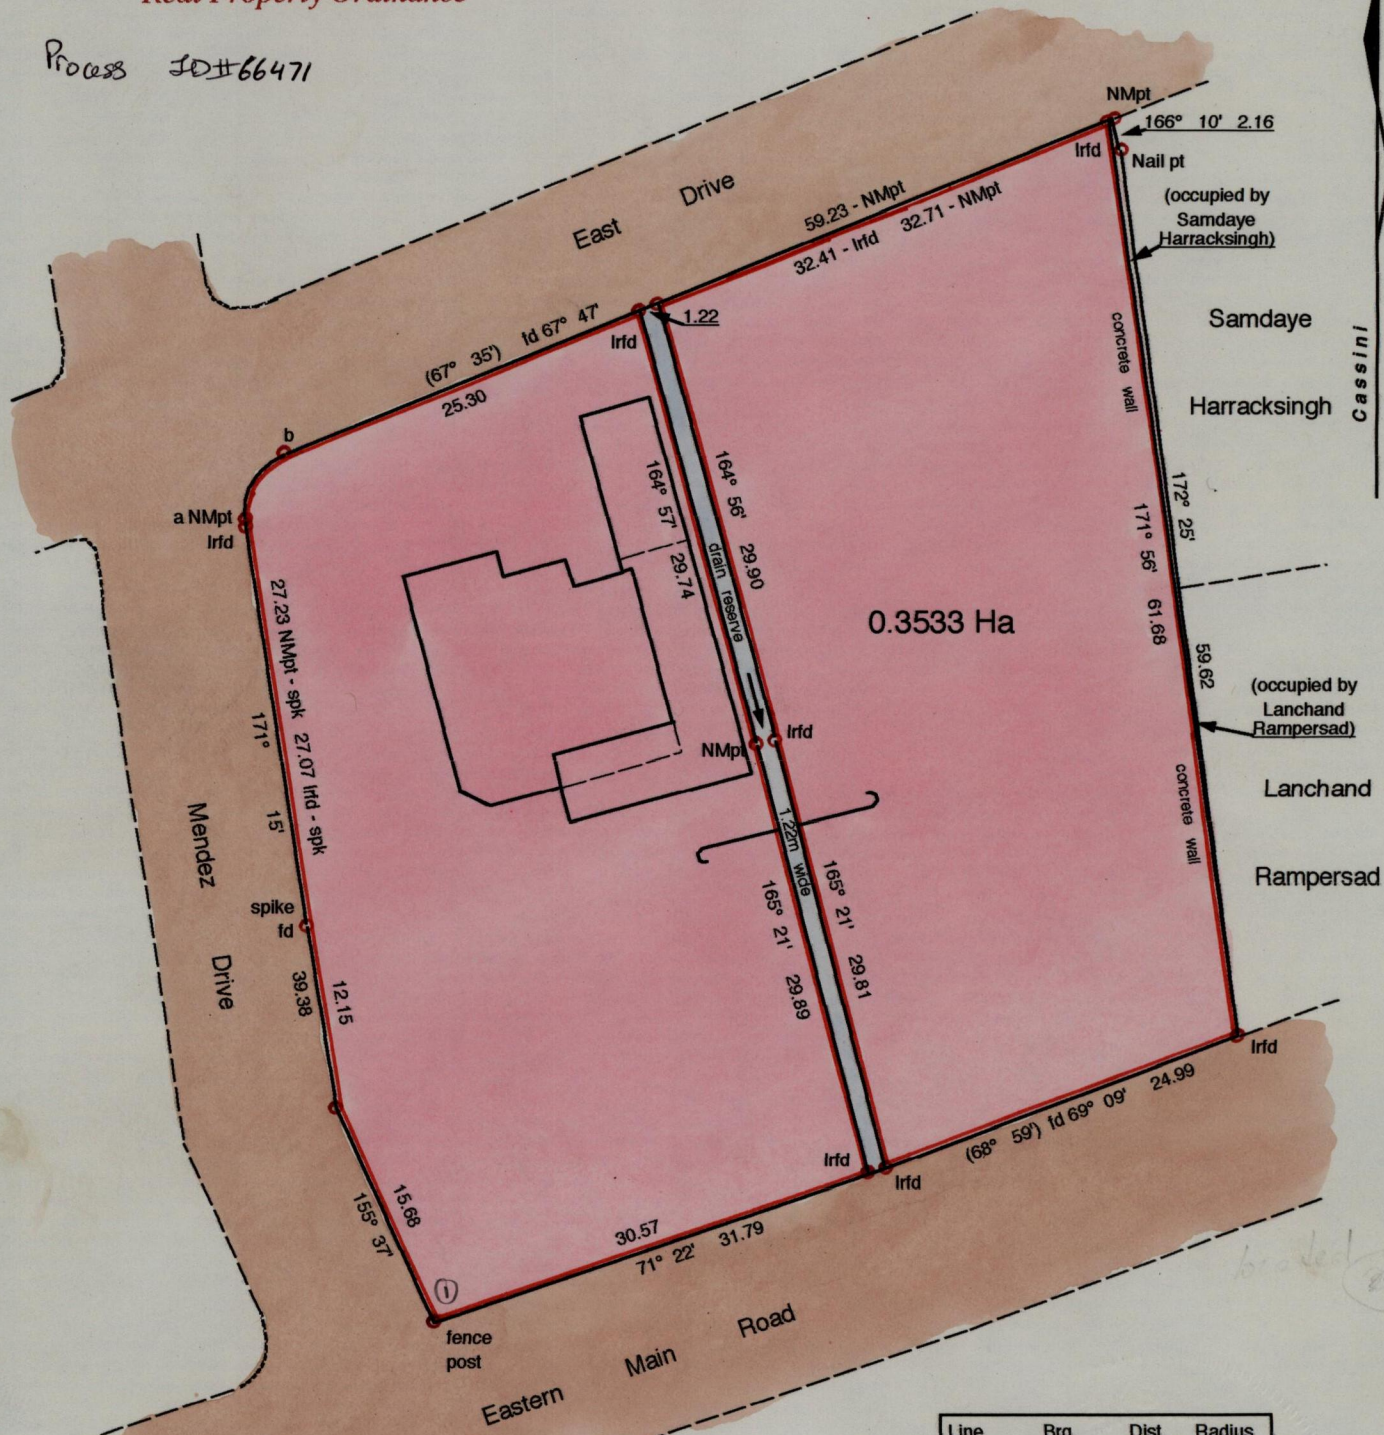 Real Property Ordinance
Process ID#66471
NMpt
166° 10' 2.16
Irfd
Nail pt
(occupied by
Samdaye
Harracksingh)
East Drive
59.23 - NMpt
32.41 - Irfd 32.71 - NMpt
1.22
Irfd
(67° 35') fd 67° 47'
25.30
b
a NMpt
Irfd
Samdaye
Harracksingh
Cassini
concrete wall
172° 25'
171° 56' 61.68
59.62
164° 57' 29.74
164° 56' 29.90
drain reserve
0.3533 Ha
27.23 NMpt - spk 27.07 Irfd - spk
171° 15'
Mendez Drive
NMpt
Irfd
(occupied by
Lanchand
Rampersad)
Lanchand
Rampersad
concrete wall
1.22m wide
165° 21' 29.89
165° 21' 29.81
spike
fd
39.38
12.15
Irfd
24.99
(68° 59') fd 69° 09'
Irfd
Irfd
155° 37'
15.68
30.57
71° 22' 31.79
1
fence
post
Eastern Main Road
located
Line Brg. Dist. Radius